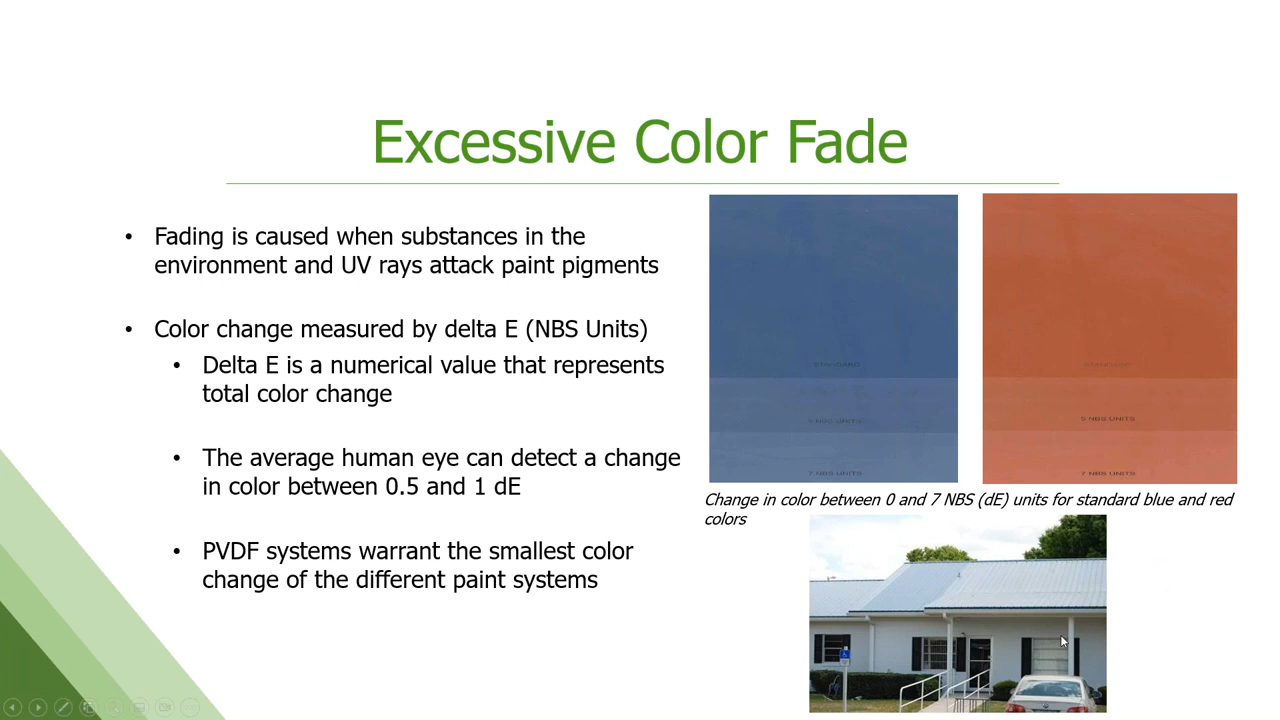 Excessive Color Fade
• Fading is caused when substances in the
environment and UV rays attack paint pigments
• Color change measured by delta E (NBS Units)
• Delta E is a numerical value that represents
total color change
• The average human eye can detect a change
in color between 0.5 and 1 dE
• PVDF systems warrant the smallest color
change of the different paint systems
STANDARD
5 NBS UNITS
7 NBS UNITS
STANDARD
5 NBS UNITS
7 NBS UNITS
Change in color between 0 and 7 NBS (dE) units for standard blue and red
colors